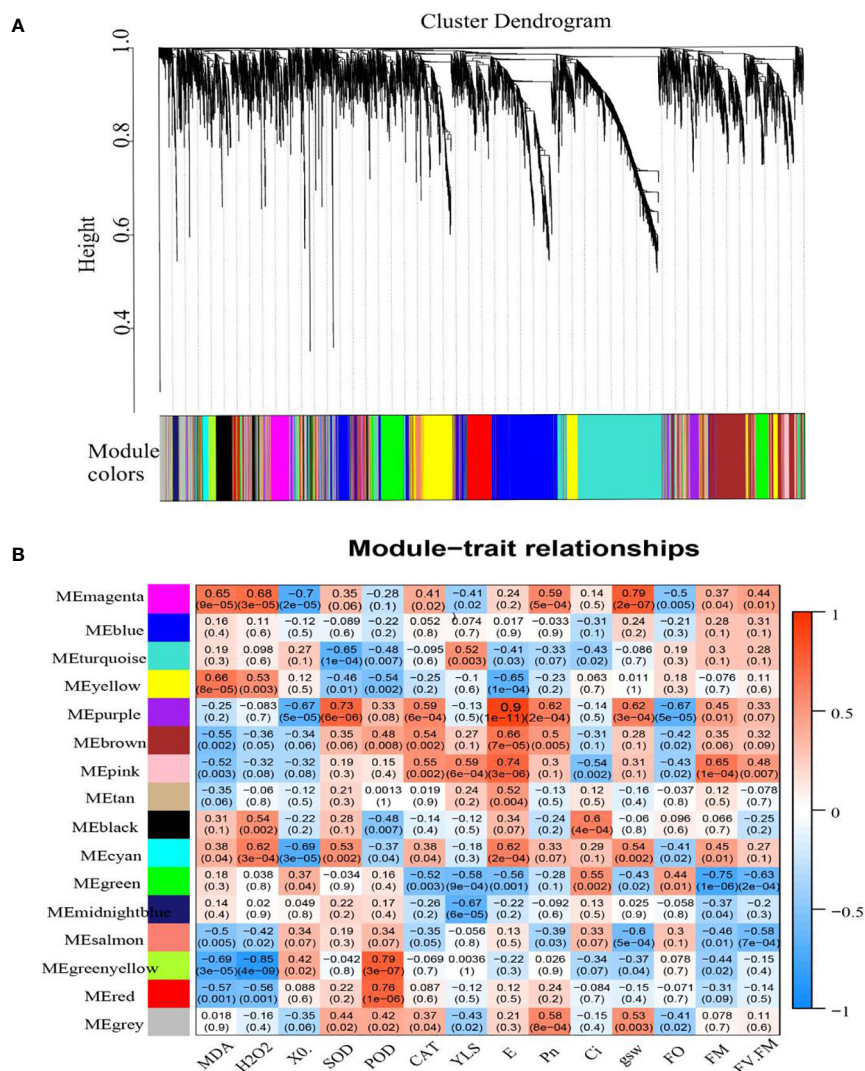 A
Cluster Dendrogram
Height
1.0
0.8
0.6
0.4
Module
colors
B
Module−trait relationships
MEmagenta
0.65 0.68 −0.7 0.35 −0.28 0.41 −0.41 0.24 0.59 0.14 0.79 −0.5 0.37 0.44
(9e−05) (3e−05) (2e−05) (0.06) (0.1) (0.02) (0.02 (0.2) (5e−04) (0.5) (2e−07) (0.005) (0.04) (0.01)
MEblue
0.16 0.11 −0.12 −0.089 −0.22 0.052 0.074 0.017 −0.033 −0.31 0.24 −0.21 0.28 0.31
(0.4) (0.6) (0.5) (0.6) (0.2) (0.8) (0.7) (0.9) (0.9) (0.1) (0.2) (0.3) (0.1) (0.1)
MEturquoise
0.19 0.098 0.27 −0.65 −0.48 −0.095 0.52 −0.41 −0.33 −0.43 −0.086 0.19 0.3 0.28
(0.3) (0.6) (0.1) (1e−04) (0.007) (0.6) (0.003) (0.03) (0.07) (0.02) (0.7) (0.3) (0.1) (0.1)
MEyellow
0.66 0.53 0.12 −0.46 −0.54 −0.25 −0.1 −0.65 −0.23 0.063 0.011 0.18 −0.076 0.11
(8e−05) (0.003) (0.5) (0.01) (0.002) (0.2) (0.6) (1e−04) (0.2) (0.7) (1) (0.3) (0.7) (0.6)
MEpurple
−0.25 −0.083 −0.67 0.73 0.33 0.59 −0.13 0.9 0.62 −0.14 0.62 −0.67 0.45 0.33
(0.2) (0.7) (5e−05) (6e−06) (0.08) (6e−04) (0.5) (1e−11) (2e−04) (0.5) (3e−04) (5e−05) (0.01) (0.07)
MEbrown
−0.55 −0.36 −0.34 0.35 0.48 0.54 0.27 0.66 0.5 −0.31 0.28 −0.42 0.35 0.32
(0.002) (0.05) (0.06) (0.06) (0.008) (0.002) (0.1) (7e−05) (0.005) (0.1) (0.1) (0.02) (0.06) (0.09)
MEpink
−0.52 −0.32 −0.32 0.19 0.15 0.55 0.59 0.74 0.3 −0.54 0.31 −0.43 0.65 0.48
(0.003) (0.08) (0.08) (0.3) (0.4) (0.002) (6e−04) (3e−06) (0.1) (0.002) (0.1) (0.02) (1e−04) (0.007)
MEtan
−0.35 −0.06 −0.12 0.21 0.0013 0.019 0.24 0.52 −0.13 0.12 −0.16 −0.037 0.12 −0.078
(0.06) (0.8) (0.5) (0.3) (1) (0.9) (0.2) (0.004) (0.5) (0.5) (0.4) (0.8) (0.5) (0.7)
MEblack
0.31 0.54 −0.22 0.28 −0.48 −0.14 −0.12 0.34 −0.24 0.6 −0.06 0.096 0.066 −0.25
(0.1) (0.002) (0.2) (0.1) (0.007) (0.4) (0.5) (0.07) (0.2) (4e−04) (0.8) (0.6) (0.7) (0.2)
MEcyan
0.38 0.62 −0.69 0.53 −0.37 0.38 −0.18 0.62 0.33 0.29 0.54 −0.41 0.45 0.27
(0.04) (3e−04) (3e−05) (0.002) (0.04) (0.04) (0.3) (2e−04) (0.07) (0.1) (0.002) (0.02) (0.01) (0.1)
MEgreen
0.18 0.038 0.37 −0.034 0.16 −0.52 −0.58 −0.56 −0.28 0.55 −0.43 0.44 −0.75 −0.63
(0.3) (0.8) (0.04) (0.9) (0.4) (0.003) (9e−04) (0.001) (0.1) (0.002) (0.02) (0.01) (1e−06) (2e−04)
MEmidnightblue
0.14 0.02 0.049 0.22 0.17 −0.26 −0.67 −0.22 −0.092 0.13 0.025 −0.058 −0.37 −0.2
(0.4) (0.9) (0.8) (0.2) (0.4) (0.2) (6e−05) (0.2) (0.6) (0.5) (0.9) (0.8) (0.04) (0.3)
MEsalmon
−0.5 −0.42 0.34 0.19 0.34 −0.35 −0.056 0.13 −0.39 0.33 −0.6 0.3 −0.46 −0.58
(0.005) (0.02) (0.07) (0.3) (0.07) (0.05) (0.8) (0.5) (0.03) (0.07) (5e−04) (0.1) (0.01) (7e−04)
MEgreenyellow
−0.69 −0.85 0.42 −0.042 0.79 −0.069 0.0036 −0.22 0.026 −0.34 −0.37 0.078 −0.44 −0.15
(3e−05) (4e−09) (0.02) (0.8) (3e−07) (0.7) (1) (0.3) (0.9) (0.07) (0.04) (0.7) (0.02) (0.4)
MEred
−0.57 −0.56 0.088 0.22 0.76 0.087 −0.12 0.12 0.24 −0.084 −0.15 −0.071 −0.31 −0.14
(0.001) (0.001) (0.6) (0.2) (1e−06) (0.6) (0.5) (0.5) (0.2) (0.7) (0.4) (0.7) (0.09) (0.5)
MEgrey
0.018 −0.16 −0.35 0.44 0.42 0.37 −0.43 0.21 0.58 −0.15 0.53 −0.41 0.078 0.11
(0.9) (0.4) (0.06) (0.02) (0.02) (0.04) (0.02) (0.3) (8e−04) (0.4) (0.003) (0.02) (0.7) (0.6)
MDA H2O2 X0. SOD POD CAT YLS E Pn Ci gsw FO FM FV.FM
1
0.5
0
−0.5
−1